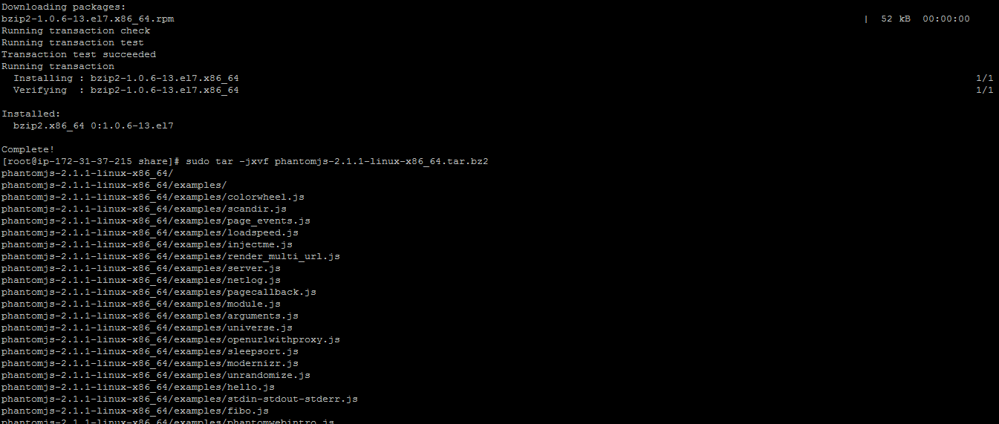 Downloading packages:
bzip2-1.0.6-13.el7.x86_64.rpm | 52 kB 00:00:00
Running transaction check
Running transaction test
Transaction test succeeded
Running transaction
Installing : bzip2-1.0.6-13.el7.x86_64 1/1
Verifying : bzip2-1.0.6-13.el7.x86_64 1/1
Installed:
bzip2.x86_64 0:1.0.6-13.el7
Complete!
[root@ip-172-31-37-215 share]# sudo tar -jxvf phantomjs-2.1.1-linux-x86_64.tar.bz2
phantomjs-2.1.1-linux-x86_64/
phantomjs-2.1.1-linux-x86_64/examples/
phantomjs-2.1.1-linux-x86_64/examples/colorwheel.js
phantomjs-2.1.1-linux-x86_64/examples/scandir.js
phantomjs-2.1.1-linux-x86_64/examples/page_events.js
phantomjs-2.1.1-linux-x86_64/examples/loadspeed.js
phantomjs-2.1.1-linux-x86_64/examples/injectme.js
phantomjs-2.1.1-linux-x86_64/examples/render_multi_url.js
phantomjs-2.1.1-linux-x86_64/examples/server.js
phantomjs-2.1.1-linux-x86_64/examples/netlog.js
phantomjs-2.1.1-linux-x86_64/examples/pagecallback.js
phantomjs-2.1.1-linux-x86_64/examples/module.js
phantomjs-2.1.1-linux-x86_64/examples/arguments.js
phantomjs-2.1.1-linux-x86_64/examples/universe.js
phantomjs-2.1.1-linux-x86_64/examples/openurlwithproxy.js
phantomjs-2.1.1-linux-x86_64/examples/sleepsort.js
phantomjs-2.1.1-linux-x86_64/examples/modernizr.js
phantomjs-2.1.1-linux-x86_64/examples/unrandomize.js
phantomjs-2.1.1-linux-x86_64/examples/hello.js
phantomjs-2.1.1-linux-x86_64/examples/stdin-stdout-stderr.js
phantomjs-2.1.1-linux-x86_64/examples/fibo.js
phantomjs-2.1.1-linux-x86_64/examples/phantomwebintro.js